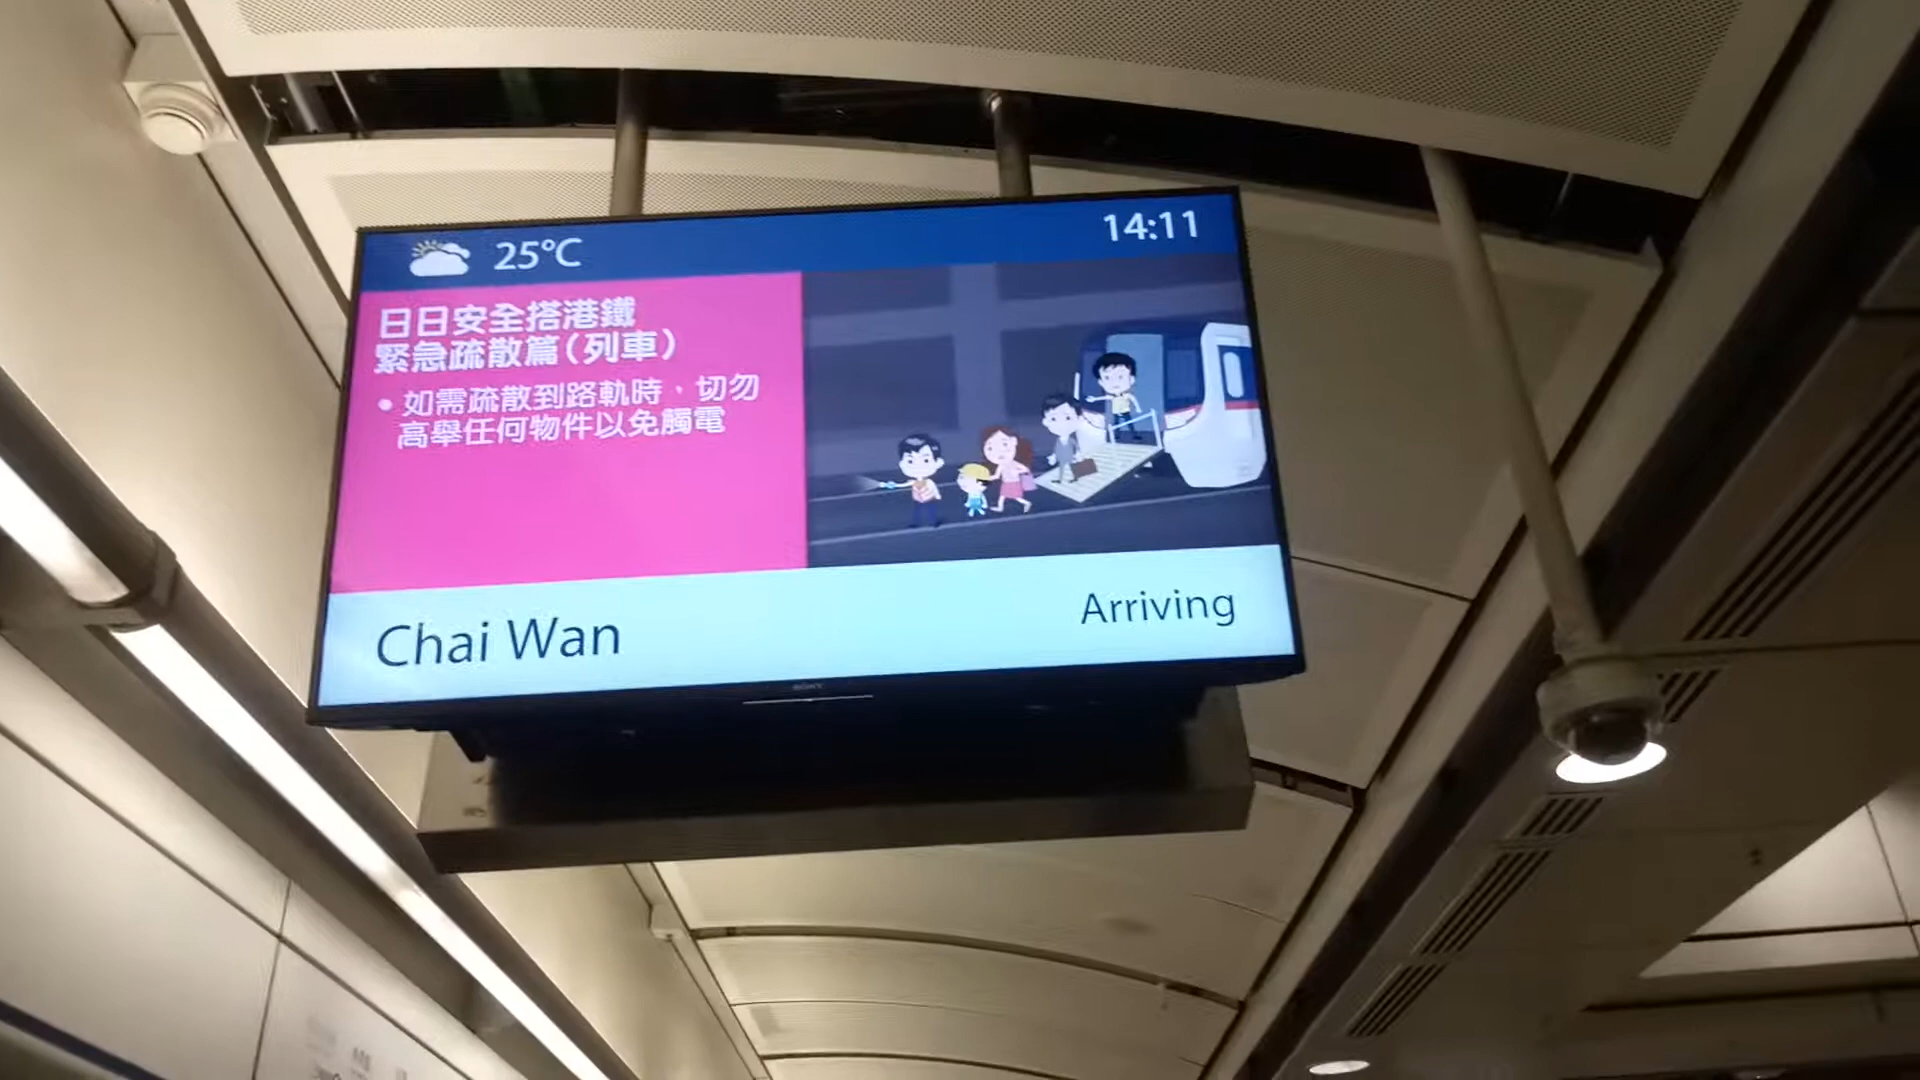 25°C
14:11
日日安全搭港鐵
緊急疏散篇(列車)
• 如需疏散到路軌時，切勿
高舉任何物件以免觸電
Chai Wan
Arriving
SONY